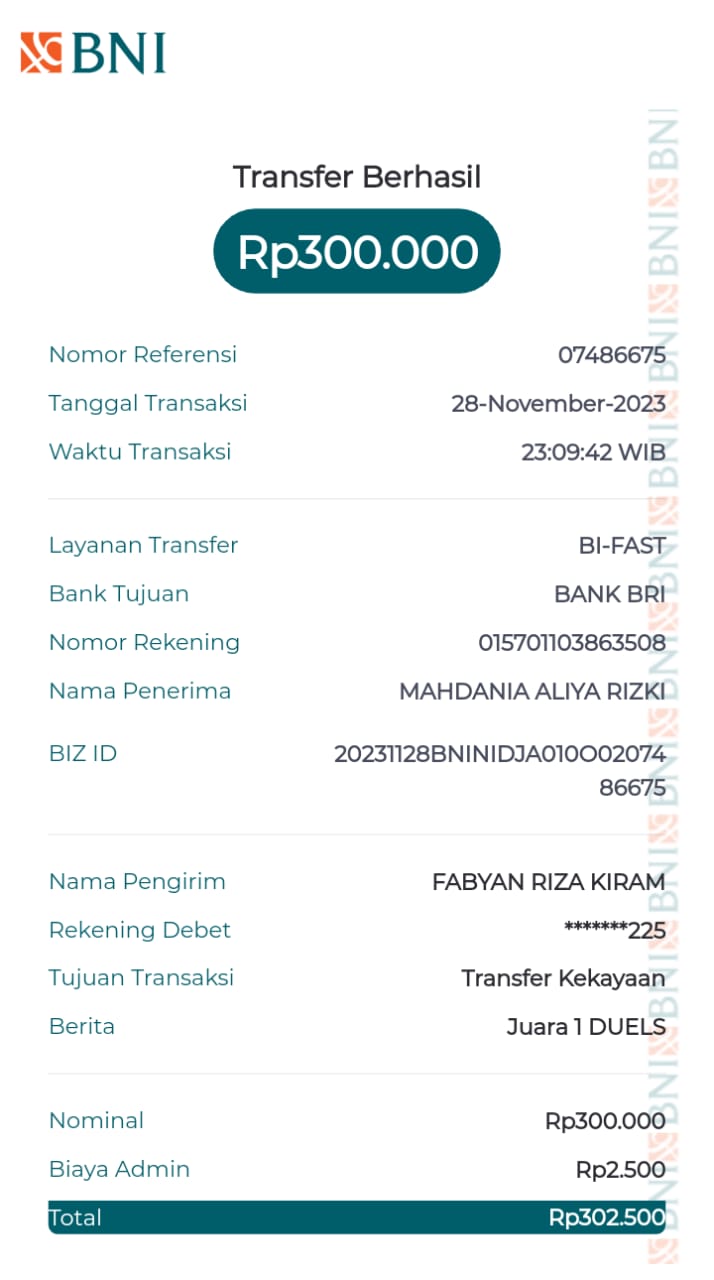 BNI
Transfer Berhasil
Rp300.000
Nomor Referensi 07486675
Tanggal Transaksi 28-November-2023
Waktu Transaksi 23:09:42 WIB
Layanan Transfer BI-FAST
Bank Tujuan BANK BRI
Nomor Rekening 015701103863508
Nama Penerima MAHDANIA ALIYA RIZKI
BIZ ID 20231128BNINIDJA010O02074
86675
Nama Pengirim FABYAN RIZA KIRAM
Rekening Debet *******225
Tujuan Transaksi Transfer Kekayaan
Berita Juara 1 DUELS
Nominal Rp300.000
Biaya Admin Rp2.500
Total Rp302.500
BNI BNI BNI BNI BNI BNI BNI BNI BNI BNI BNI